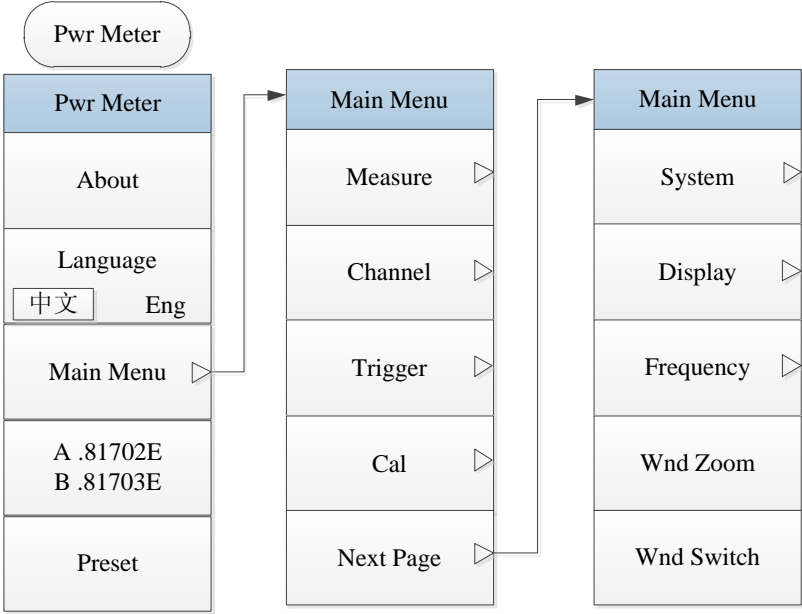 Pwr Meter
Pwr Meter
About
Language
中文 Eng
Main Menu
A .81702E
B .81703E
Preset
Main Menu
Measure
Channel
Trigger
Cal
Next Page
Main Menu
System
Display
Frequency
Wnd Zoom
Wnd Switch